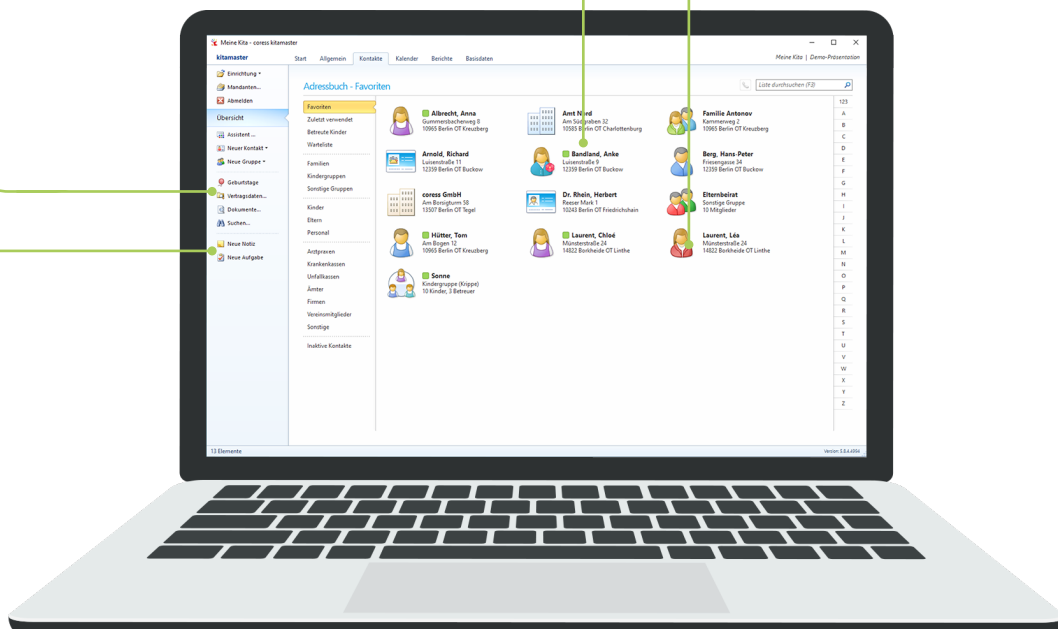 Meine Kita - coress kitamaster
kitamaster
Start Allgemein Kontakte Kalender Berichte Basisdaten
Meine Kita | Demo-Präsentation
Einrichtung
Mandanten...
Abmelden
Übersicht
Assistent ...
Neuer Kontakt
Neue Gruppe
Geburtstage
Vertragsdaten...
Dokumente...
Suchen...
Neue Notiz
Neue Aufgabe
Adressbuch - Favoriten
Liste durchsuchen (F3)
Favoriten
Zuletzt verwendet
Betreute Kinder
Warteliste
Familien
Kindergruppen
Sonstige Gruppen
Kinder
Eltern
Personal
Arztpraxen
Krankenkassen
Unfallkassen
Ämter
Firmen
Vereinsmitglieder
Sonstige
Inaktive Kontakte
Albrecht, Anna
Gummersbacherweg 8
10965 Berlin OT Kreuzberg
Amt Nord
Am Südgraben 32
10585 Berlin OT Charlottenburg
Familie Antonov
Kammerweg 2
10965 Berlin OT Kreuzberg
Arnold, Richard
Luisenstraße 11
12359 Berlin OT Buckow
Bandland, Anke
Luisenstraße 9
12359 Berlin OT Buckow
Berg, Hans-Peter
Friesengasse 34
12359 Berlin OT Buckow
coress GmbH
Am Borsigturm 58
13507 Berlin OT Tegel
Dr. Rhein, Herbert
Reeser Mark 1
10243 Berlin OT Friedrichshain
Elternbeirat
Sonstige Gruppe
10 Mitglieder
Hütter, Tom
Am Bogen 12
10965 Berlin OT Kreuzberg
Laurent, Chloé
Münsterstraße 24
14822 Borkheide OT Linthe
Laurent, Léa
Münsterstraße 24
14822 Borkheide OT Linthe
Sonne
Kindergruppe (Krippe)
10 Kinder, 3 Betreuer
123
A
B
C
D
E
F
G
H
I
J
K
L
M
N
O
P
Q
R
S
T
U
V
W
X
Y
Z
13 Elemente
Version 5.8.4.6994